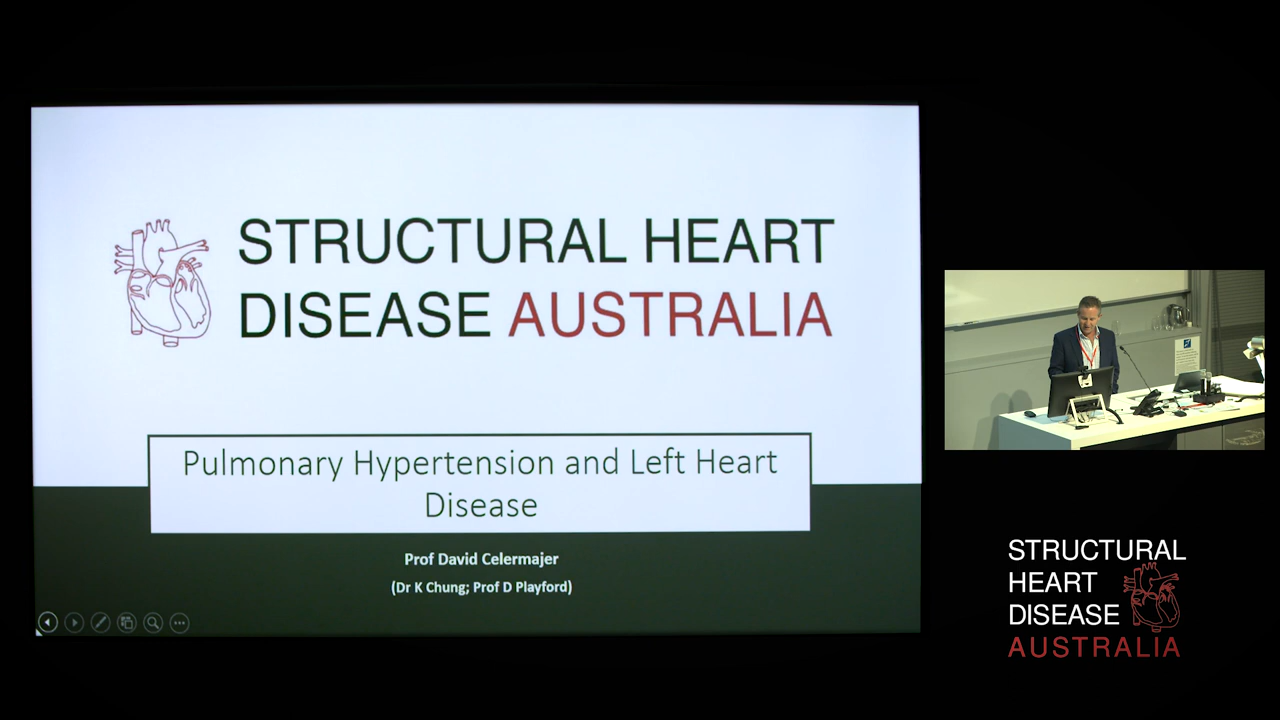 STRUCTURAL HEART
DISEASE AUSTRALIA
Pulmonary Hypertension and Left Heart
Disease
Prof David Celermajer
(Dr K Chung; Prof D Playford)
STRUCTURAL
HEART
DISEASE
AUSTRALIA